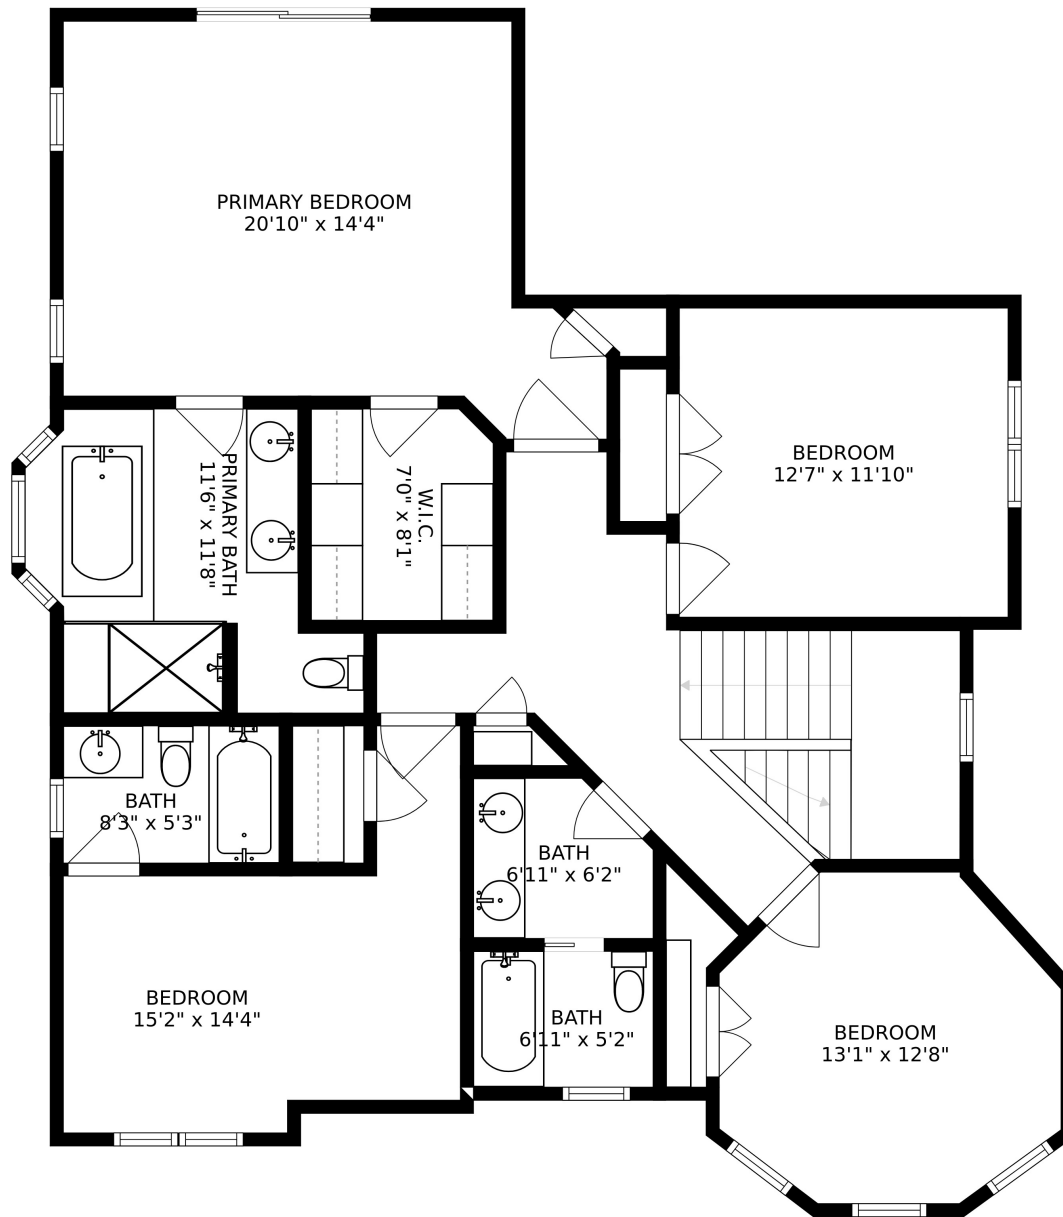 PRIMARY BEDROOM
20'10" x 14'4"
BEDROOM
12'7" x 11'10"
PRIMARY BATH
11'6" x 11'8"
W.I.C.
7'0" x 8'1"
BATH
8'3" x 5'3"
BATH
6'11" x 6'2"
BEDROOM
15'2" x 14'4"
BATH
6'11" x 5'2"
BEDROOM
13'1" x 12'8"